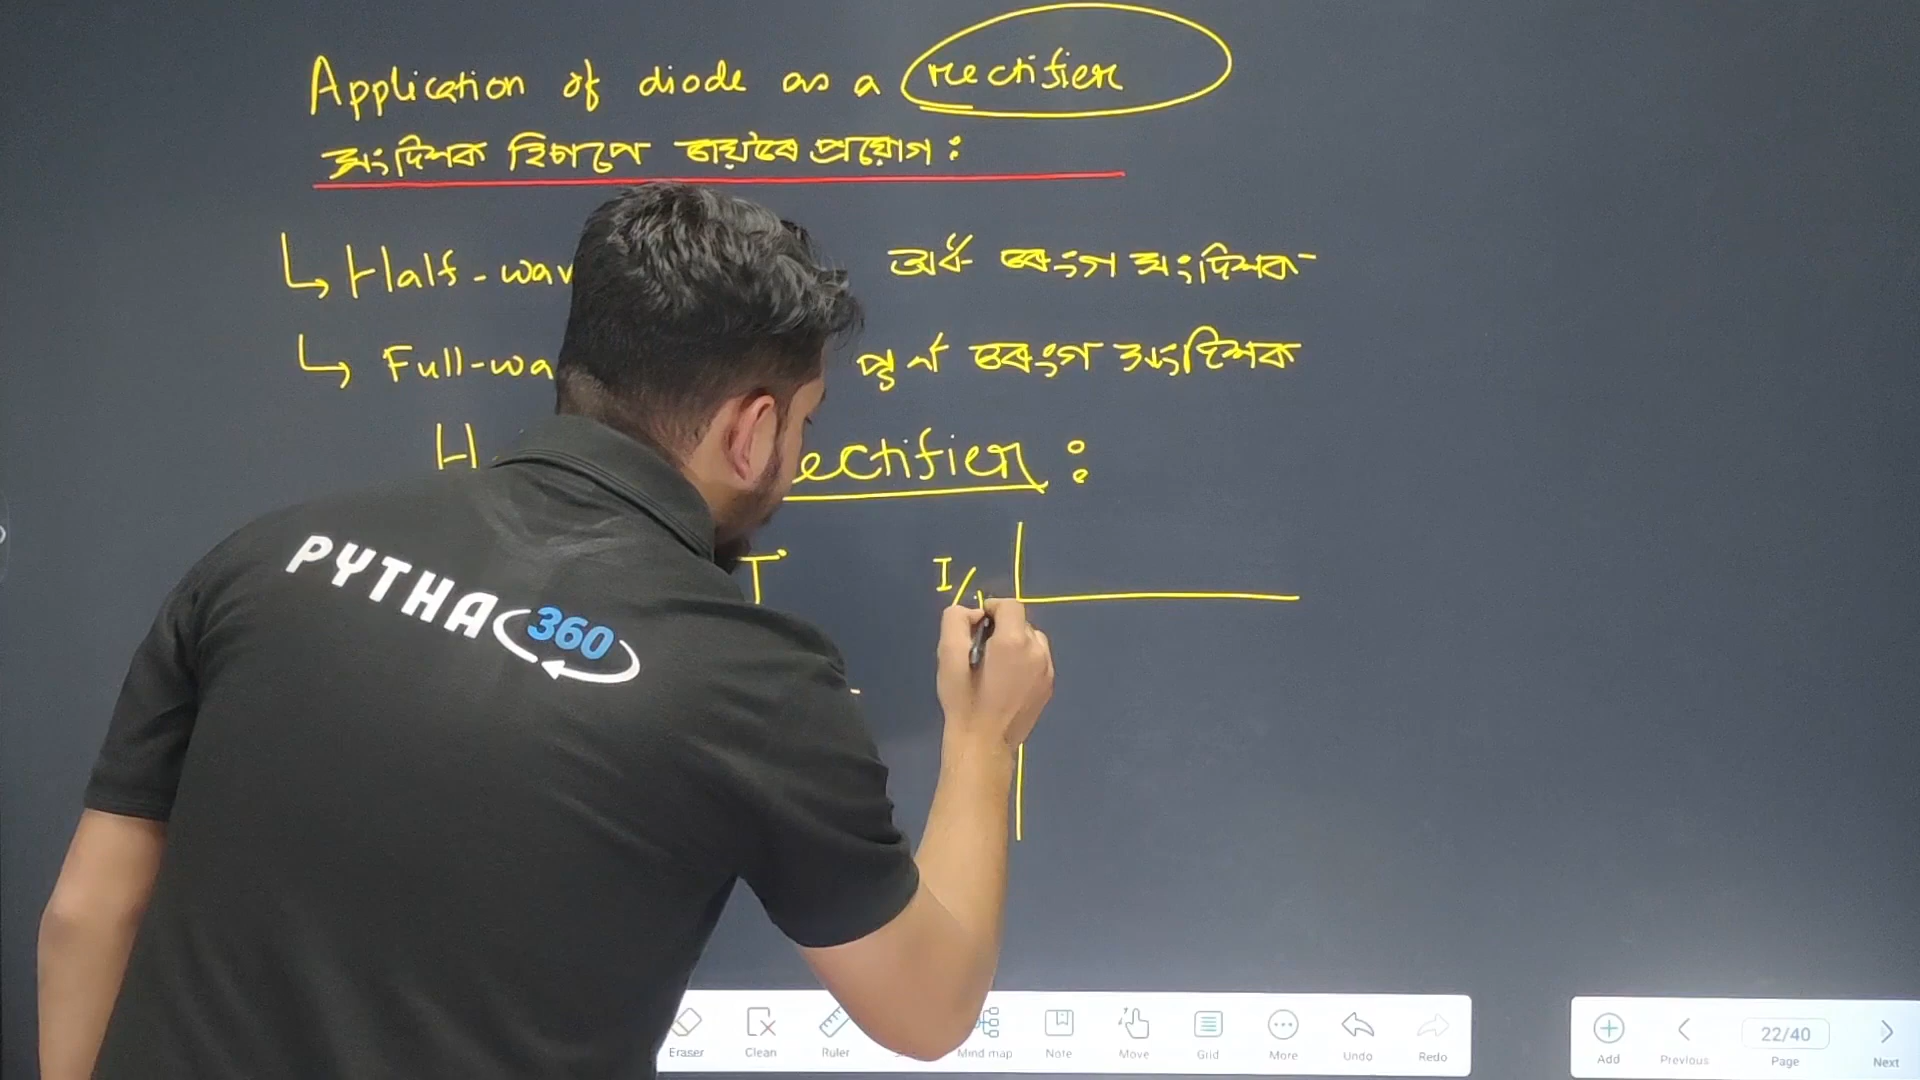 Application of diode as a rectifier
সংদিশক হিচাপে ডায়'ডৰ প্ৰয়োগ :
↳ Half-wav অৰ্ধ তৰংগ সংদিশক
↳ Full-wa পূৰ্ণ তৰংগ সংদিশক
H ectifier :
T
I/
PYTHA 360
Eraser Clean Ruler Mind map Note Move Grid More Undo Redo
Add Previous 22/40 Page Next